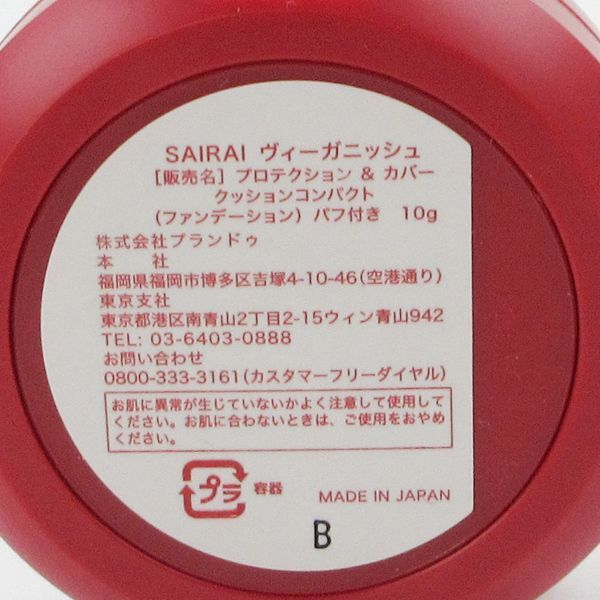 SAIRAI ヴィーガニッシュ
［販売名］プロテクション & カバー
クッションコンパクト
（ファンデーション）パフ付き 10g
株式会社プランドゥ
本 社
福岡県福岡市博多区吉塚4-10-46（空港通り）
東京支社
東京都港区南青山2丁目2-15ウィン青山942
TEL: 03-6403-0888
お問い合わせ
0800-333-3161（カスタマーフリーダイヤル）
お肌に異常が生じていないかよく注意して使用して
ください。お肌に合わないときは、ご使用をおやめ
ください。
プラ 容器
MADE IN JAPAN
B